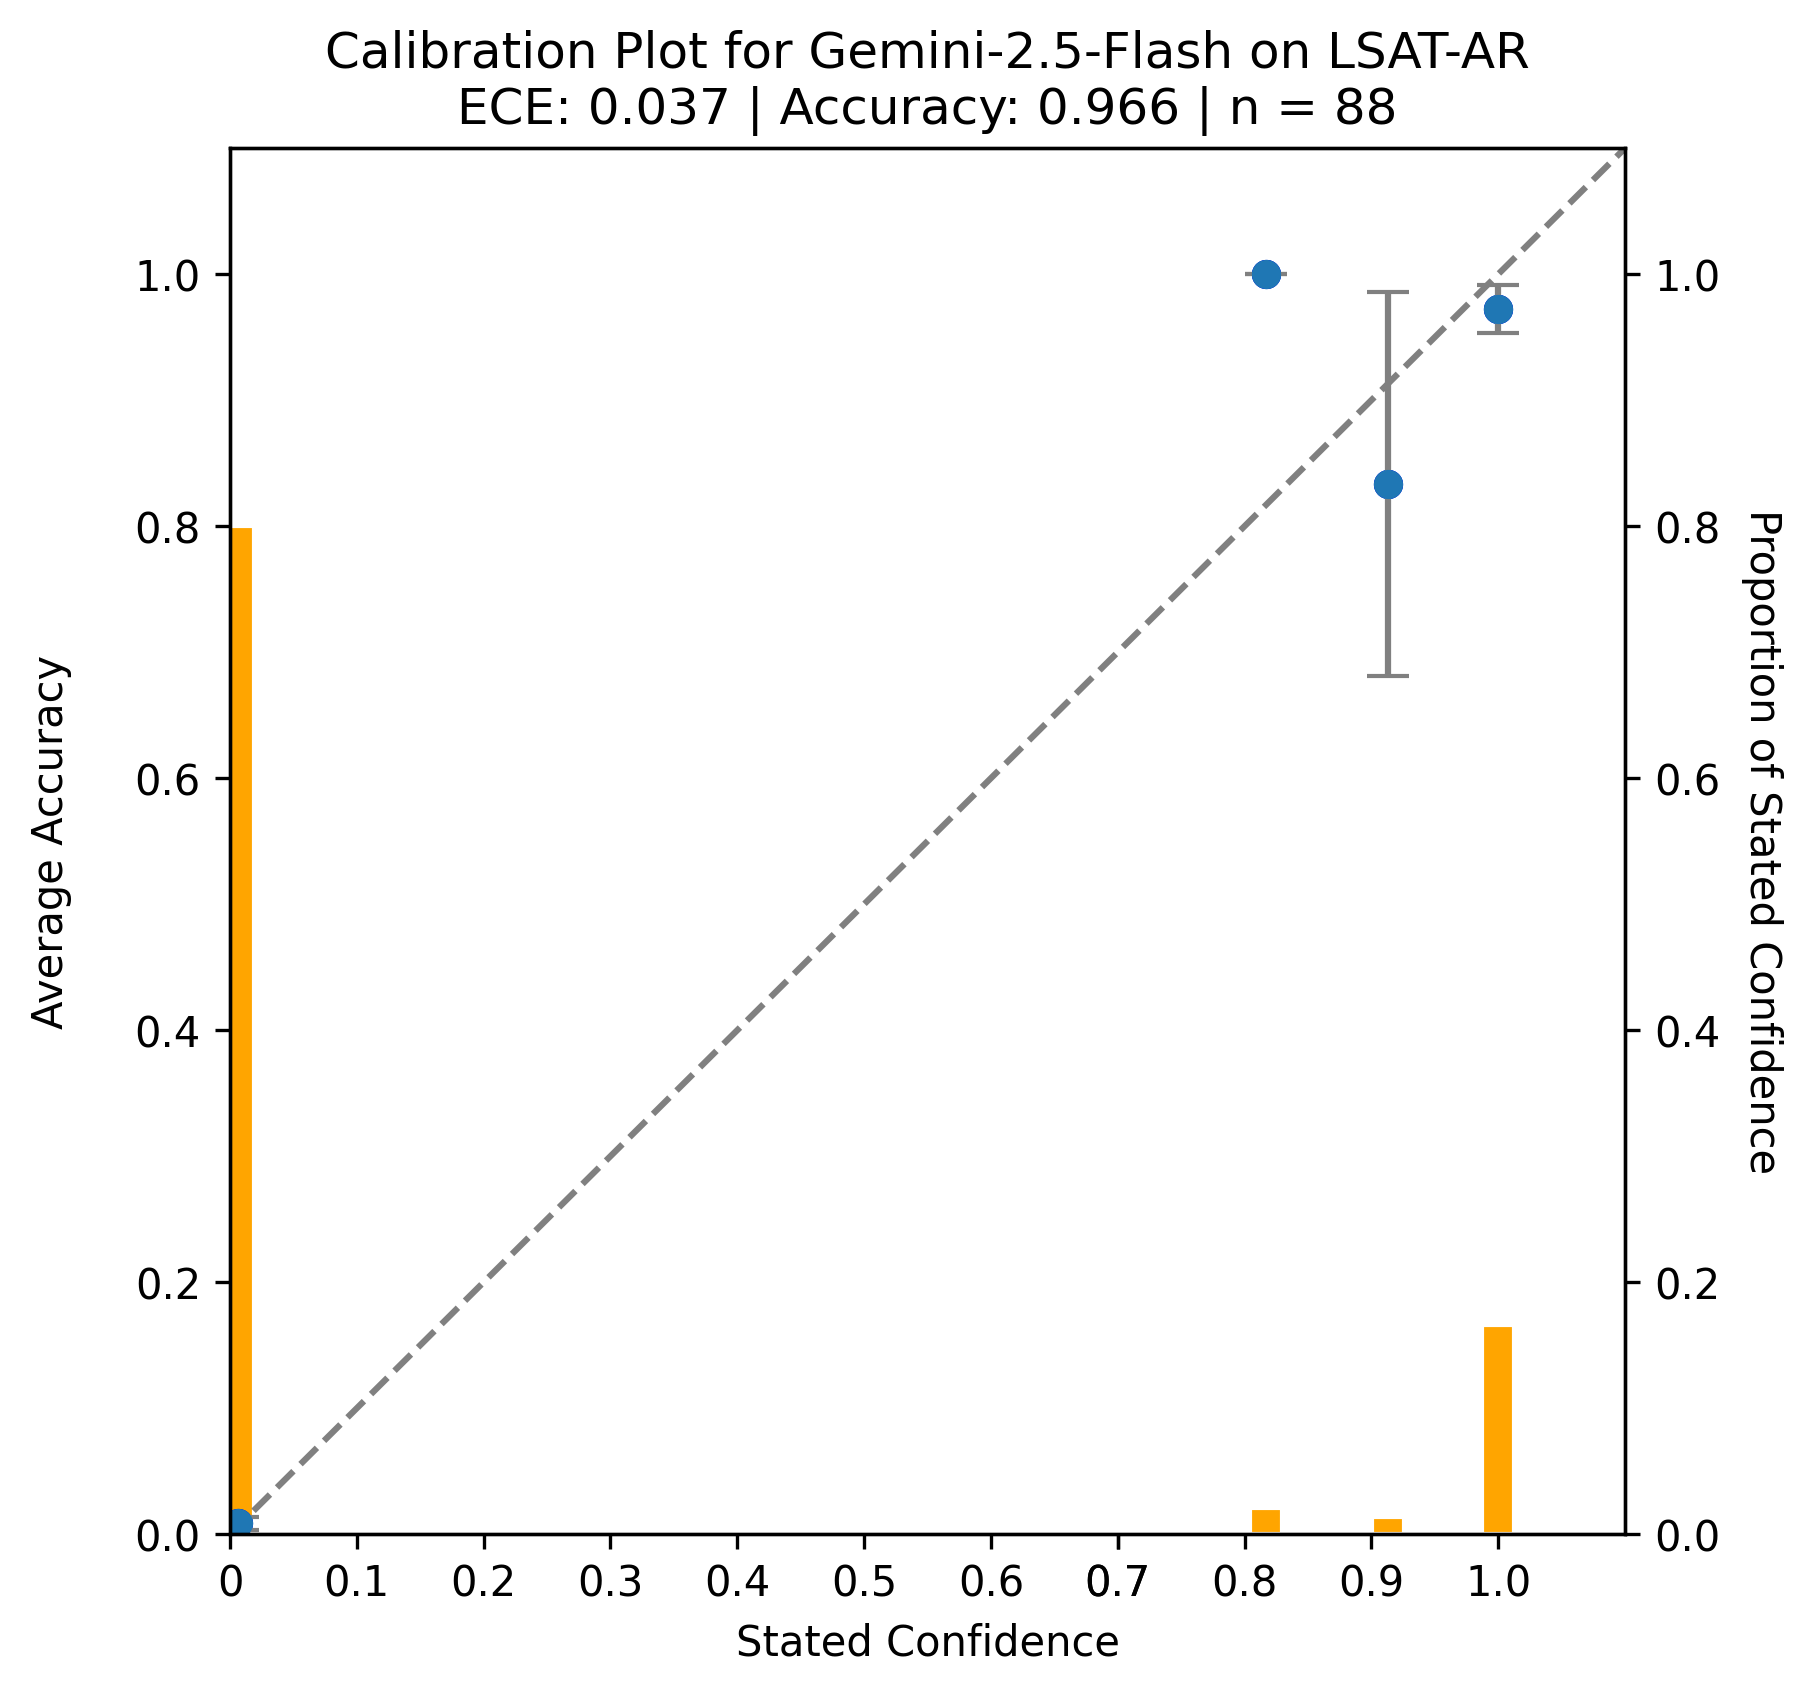 Calibration Plot for Gemini-2.5-Flash on LSAT-AR
ECE: 0.037 | Accuracy: 0.966 | n = 88
1.0
0.8
0.6
0.4
0.2
0.0
Average Accuracy
1.0
0.8
0.6
0.4
0.2
0.0
Proportion of Stated Confidence
0 0.1 0.2 0.3 0.4 0.5 0.6 0.7 0.8 0.9 1.0
Stated Confidence